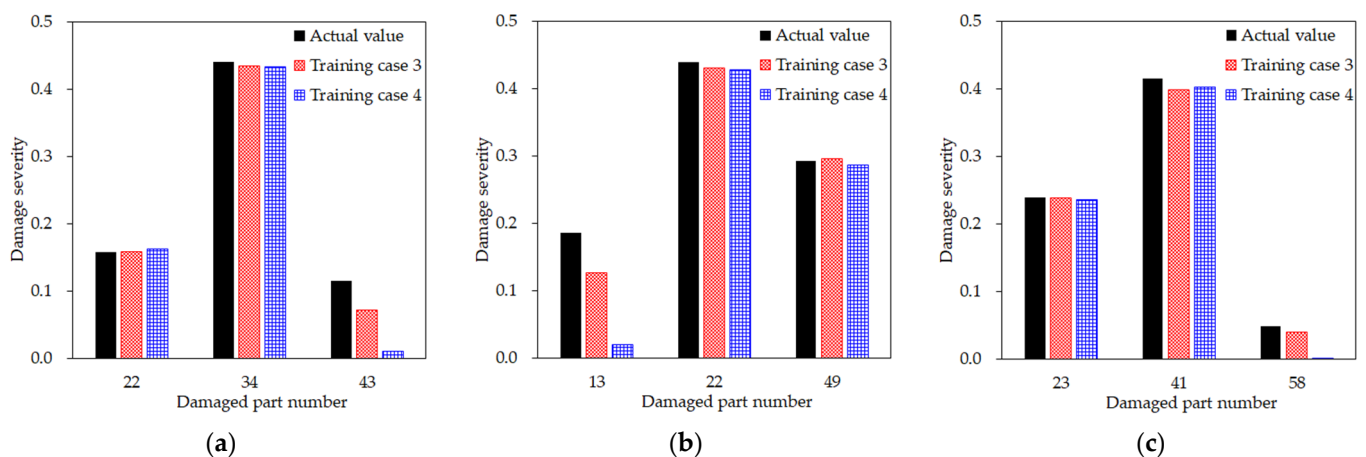 0.5
0.4
0.3
0.2
0.1
0.0
Damage severity
Actual value
Training case 3
Training case 4
22 34 43
Damaged part number
(a)
0.5
0.4
0.3
0.2
0.1
0.0
Damage severity
Actual value
Training case 3
Training case 4
13 22 49
Damaged part number
(b)
0.5
0.4
0.3
0.2
0.1
0.0
Damage severity
Actual value
Training case 3
Training case 4
23 41 58
Damaged part number
(c)